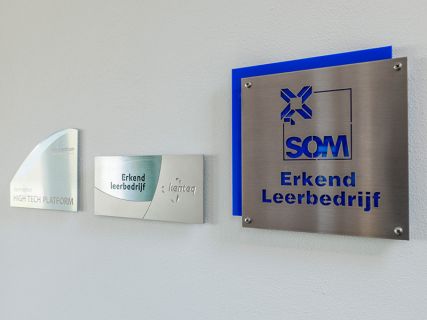 HIGH TECH PLATFORM
Erkend
leerbedrijf
kenteq
SOM
Erkend
Leerbedrijf